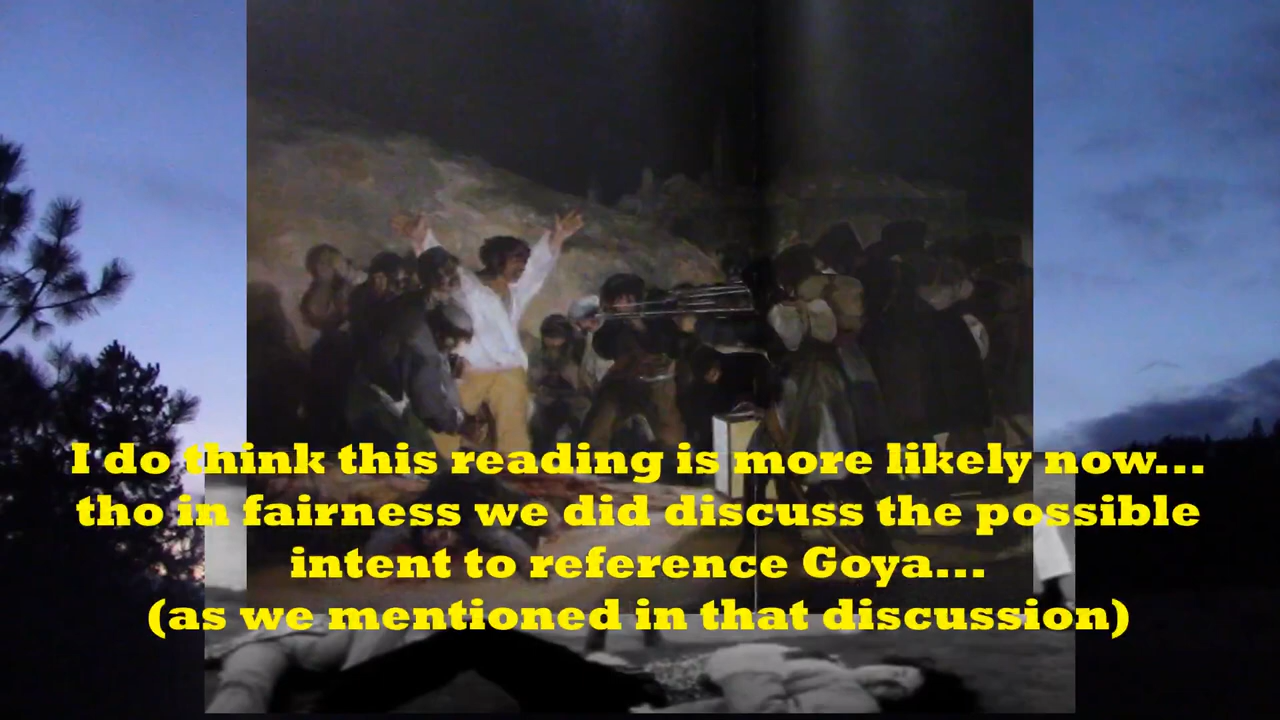 I do think this reading is more likely now...
tho in fairness we did discuss the possible
intent to reference Goya...
(as we mentioned in that discussion)